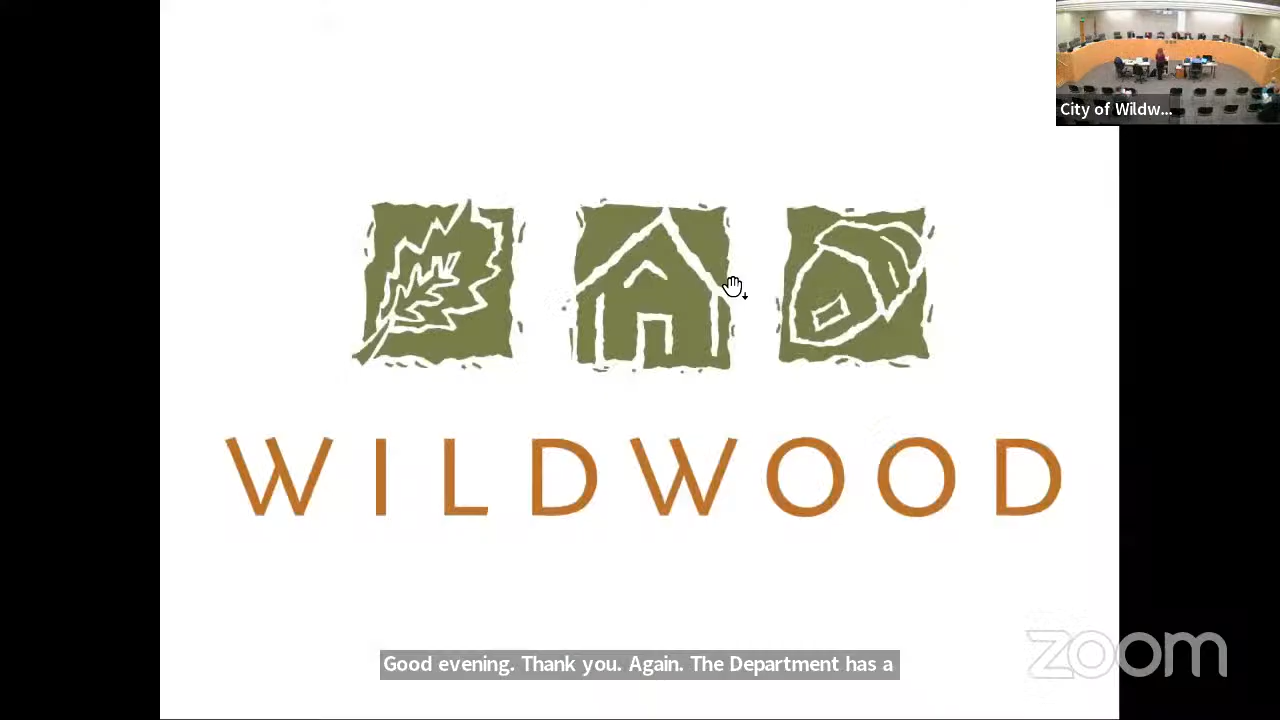 City of Wildw...
WILDWOOD
Good evening. Thank you. Again. The Department has a
zoom